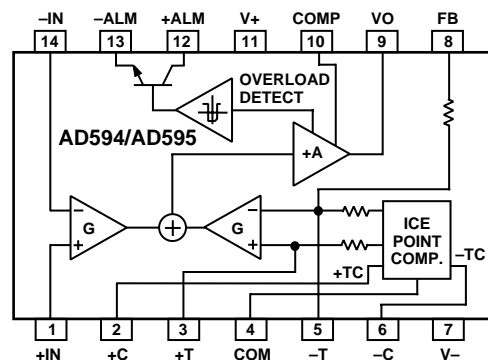 –IN –ALM +ALM V+ COMP VO FB
14 13 12 11 10 9 8
OVERLOAD
DETECT
AD594/AD595
+A
– G +
+
– G +
ICE
POINT
COMP.
+TC
–TC
1 2 3 4 5 6 7
+IN +C +T COM –T –C V–